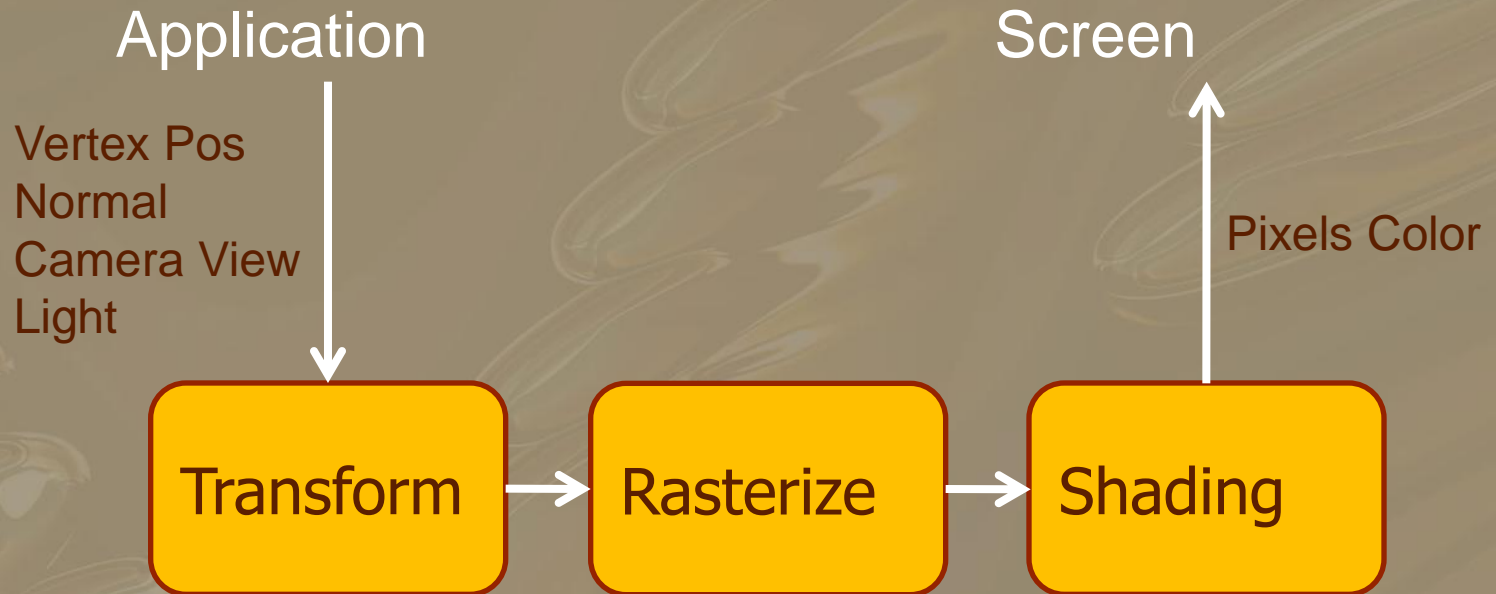 Application
Screen
Vertex Pos
Normal
Camera View
Light
Pixels Color
Transform
Rasterize
Shading